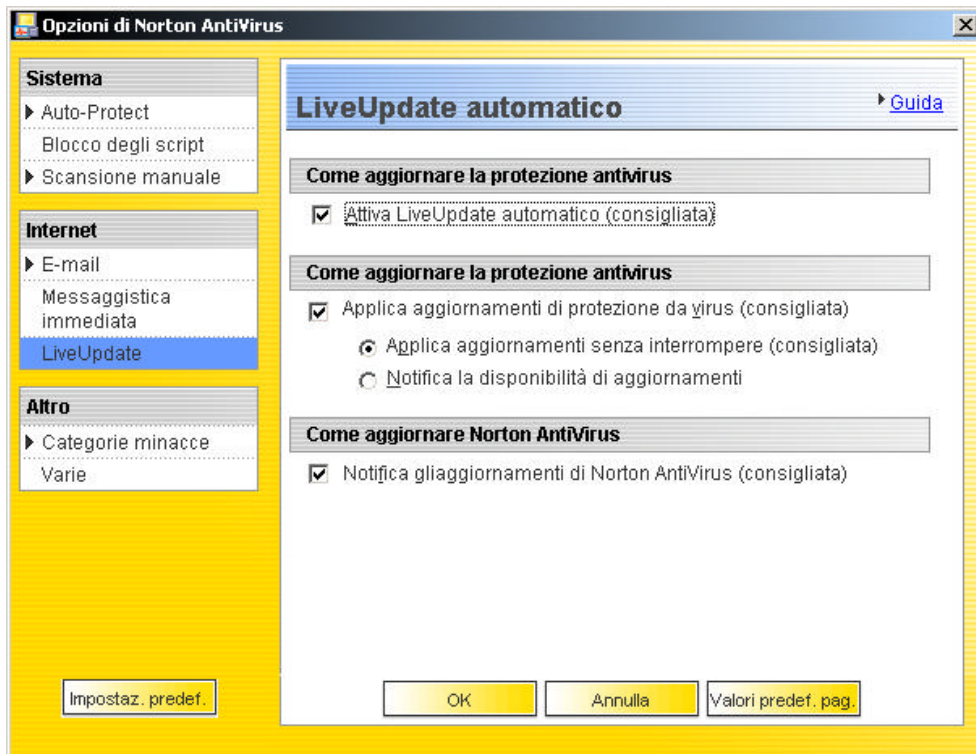 Opzioni di Norton AntiVirus
Sistema
Auto-Protect
Blocco degli script
Scansione manuale
Internet
E-mail
Messaggistica
immediata
LiveUpdate
Altro
Categorie minacce
Varie
Impostaz. predef.
LiveUpdate automatico
Guida
Come aggiornare la protezione antivirus
Attiva LiveUpdate automatico (consigliata)
Come aggiornare la protezione antivirus
Applica aggiornamenti di protezione da virus (consigliata)
Applica aggiornamenti senza interrompere (consigliata)
Notifica la disponibilità di aggiornamenti
Come aggiornare Norton AntiVirus
Notifica gliaggiornamenti di Norton AntiVirus (consigliata)
OK
Annulla
Valori predef. pag.